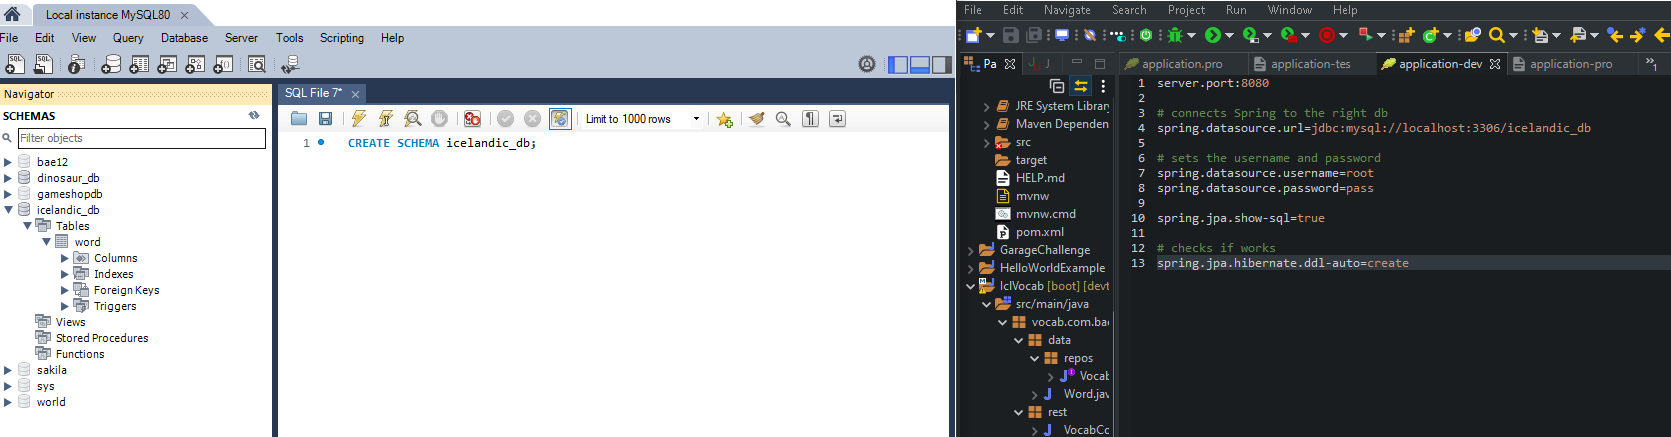 Local instance MySQL80
File Edit View Query Database Server Tools Scripting Help
Navigator
SCHEMAS
Filter objects
bae12
dinosaur_db
gameshopdb
icelandic_db
Tables
word
Columns
Indexes
Foreign Keys
Triggers
Views
Stored Procedures
Functions
sakila
sys
world
SQL File 7*
Limit to 1000 rows
1 CREATE SCHEMA icelandic_db;
File Edit Navigate Search Project Run Window Help
Pa J
JRE System Library
Maven Dependen
src
target
HELP.md
mvnw
mvnw.cmd
pom.xml
GarageChallenge
HelloWorldExample
IclVocab [boot] [devt
src/main/java
vocab.com.bae
data
repos
Vocab
Word.jav
rest
VocabCo
application.pro application-tes application-dev application-pro »1
1 server.port:8080
2
3 # connects Spring to the right db
4 spring.datasource.url=jdbc:mysql://localhost:3306/icelandic_db
5
6 # sets the username and password
7 spring.datasource.username=root
8 spring.datasource.password=pass
9
10 spring.jpa.show-sql=true
11
12 # checks if works
13 spring.jpa.hibernate.ddl-auto=create